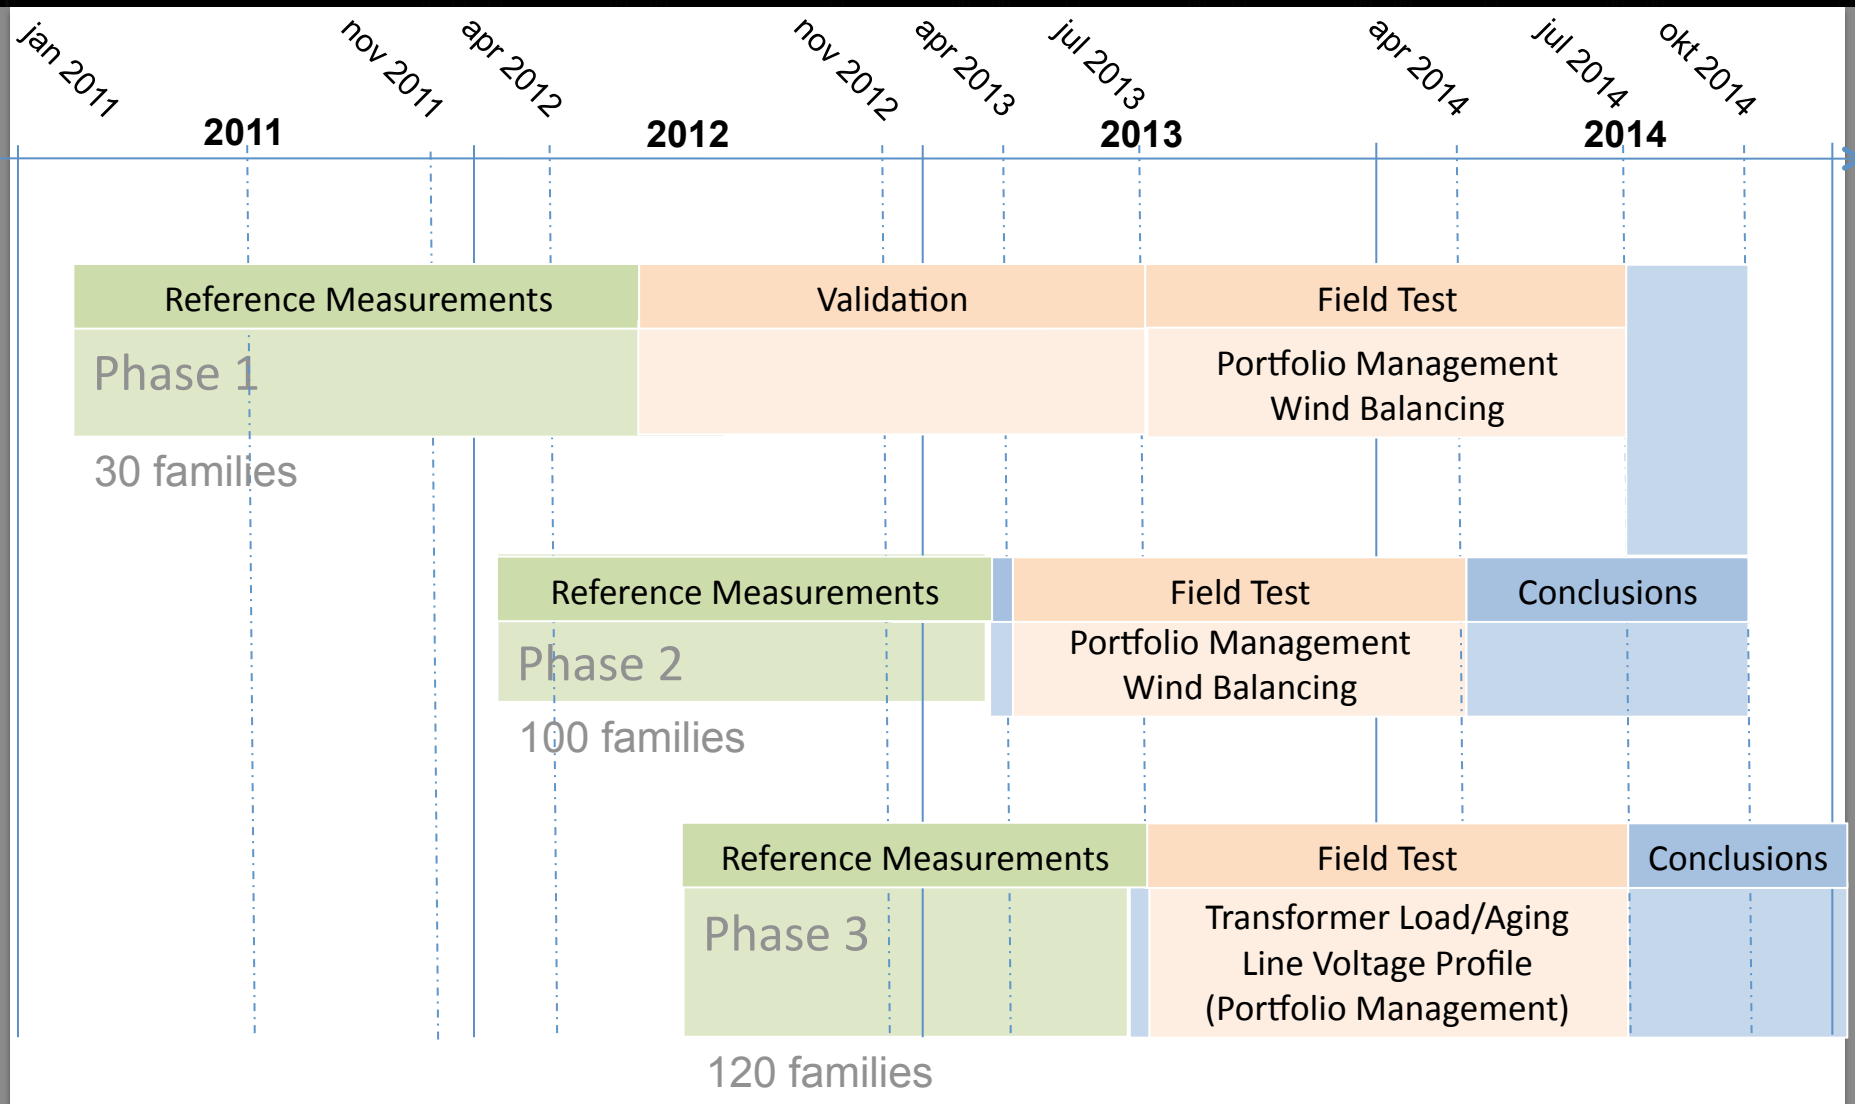 jan 2011
nov 2011
apr 2012
nov 2012
apr 2013
jul 2013
apr 2014
jul 2014
okt 2014
2011
2012
2013
2014
Reference Measurements
Validation
Field Test
Phase 1
Portfolio Management
Wind Balancing
30 families
Reference Measurements
Field Test
Conclusions
Phase 2
Portfolio Management
Wind Balancing
100 families
Reference Measurements
Field Test
Conclusions
Phase 3
Transformer Load/Aging
Line Voltage Profile
(Portfolio Management)
120 families